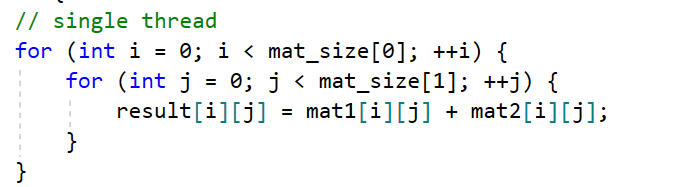 // single thread
for (int i = 0; i < mat_size[0]; ++i) {
    for (int j = 0; j < mat_size[1]; ++j) {
        result[i][j] = mat1[i][j] + mat2[i][j];
    }
}